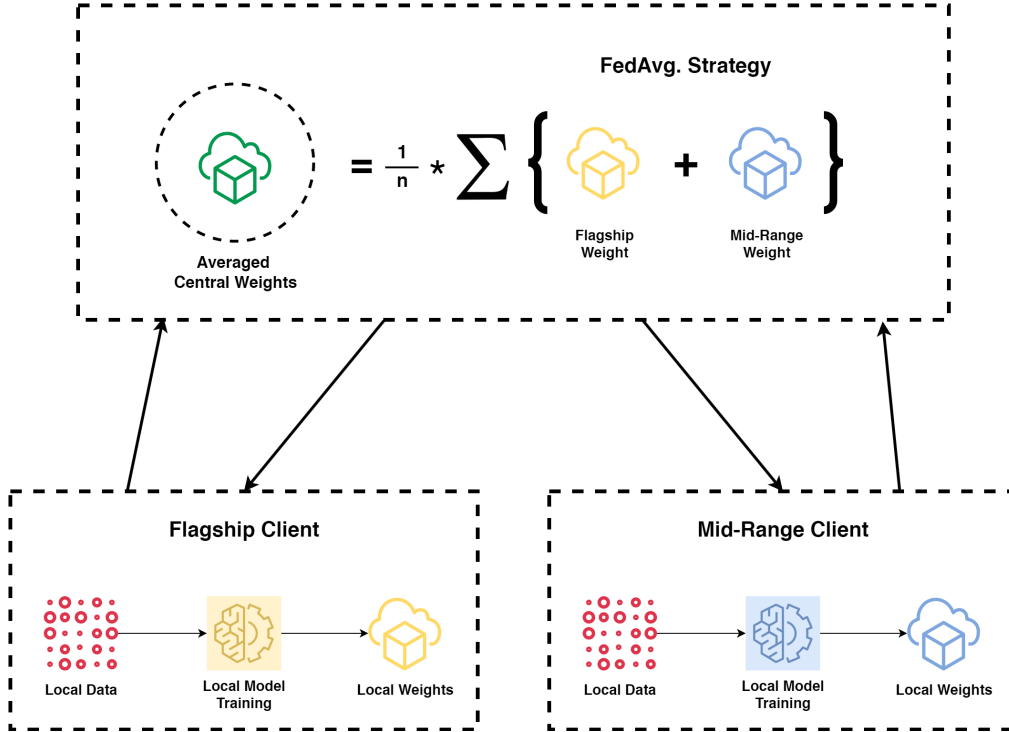 FedAvg. Strategy
= 1/n * ∑ { + }
Flagship
Weight
Mid-Range
Weight
Averaged
Central Weights
Flagship Client
Local Data
Local Model
Training
Local Weights
Mid-Range Client
Local Data
Local Model
Training
Local Weights